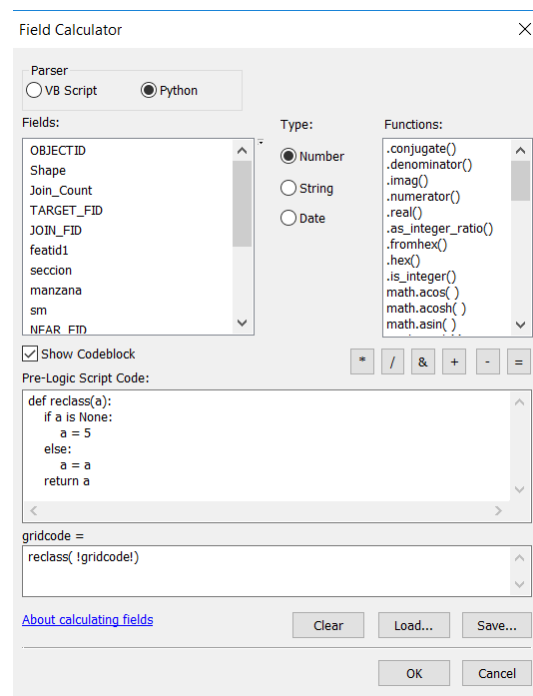 Field Calculator
Parser
VB Script Python
Fields: Type: Functions:
OBJECTID
Shape
Join_Count
TARGET_FID
JOIN_FID
featid1
seccion
manzana
sm
NEAR_FID
Number
String
Date
.conjugate()
.denominator()
.imag()
.numerator()
.real()
.as_integer_ratio()
.fromhex()
.hex()
.is_integer()
math.acos( )
math.acosh( )
math.asin( )
Show Codeblock
* / & + - =
Pre-Logic Script Code:
def reclass(a):
if a is None:
a = 5
else:
a = a
return a
gridcode =
reclass( !gridcode!)
About calculating fields Clear Load... Save...
OK Cancel